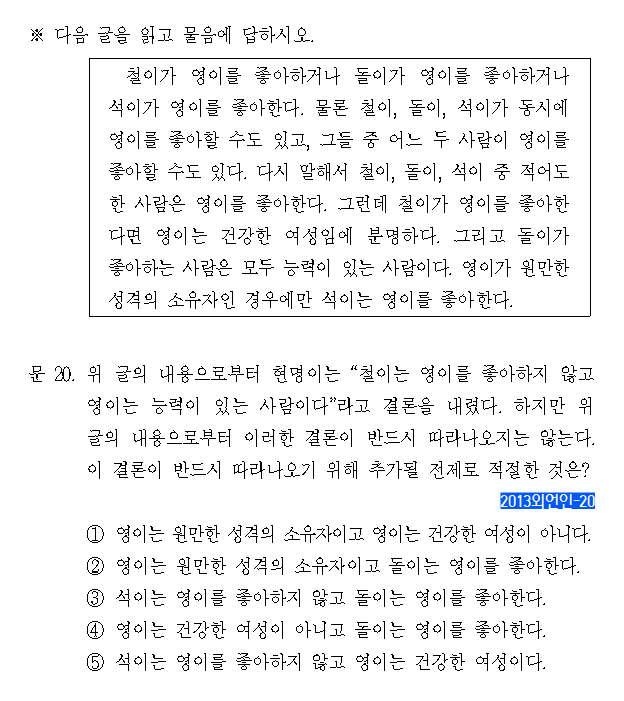 ※ 다음 글을 읽고 물음에 답하시오.
철이가 영이를 좋아하거나 돌이가 영이를 좋아하거나
석이가 영이를 좋아한다. 물론 철이, 돌이, 석이가 동시에
영이를 좋아할 수도 있고, 그들 중 어느 두 사람이 영이를
좋아할 수도 있다. 다시 말해서 철이, 돌이, 석이 중 적어도
한 사람은 영이를 좋아한다. 그런데 철이가 영이를 좋아한
다면 영이는 건강한 여성임에 분명하다. 그리고 돌이가
좋아하는 사람은 모두 능력이 있는 사람이다. 영이가 원만한
성격의 소유자인 경우에만 석이는 영이를 좋아한다.
문 20. 위 글의 내용으로부터 현명이는 “철이는 영이를 좋아하지 않고
영이는 능력이 있는 사람이다”라고 결론을 내렸다. 하지만 위
글의 내용으로부터 이러한 결론이 반드시 따라나오지는 않는다.
이 결론이 반드시 따라나오기 위해 추가될 전제로 적절한 것은?
2013외언인-20
① 영이는 원만한 성격의 소유자이고 영이는 건강한 여성이 아니다.
② 영이는 원만한 성격의 소유자이고 돌이는 영이를 좋아한다.
③ 석이는 영이를 좋아하지 않고 돌이는 영이를 좋아한다.
④ 영이는 건강한 여성이 아니고 돌이는 영이를 좋아한다.
⑤ 석이는 영이를 좋아하지 않고 영이는 건강한 여성이다.